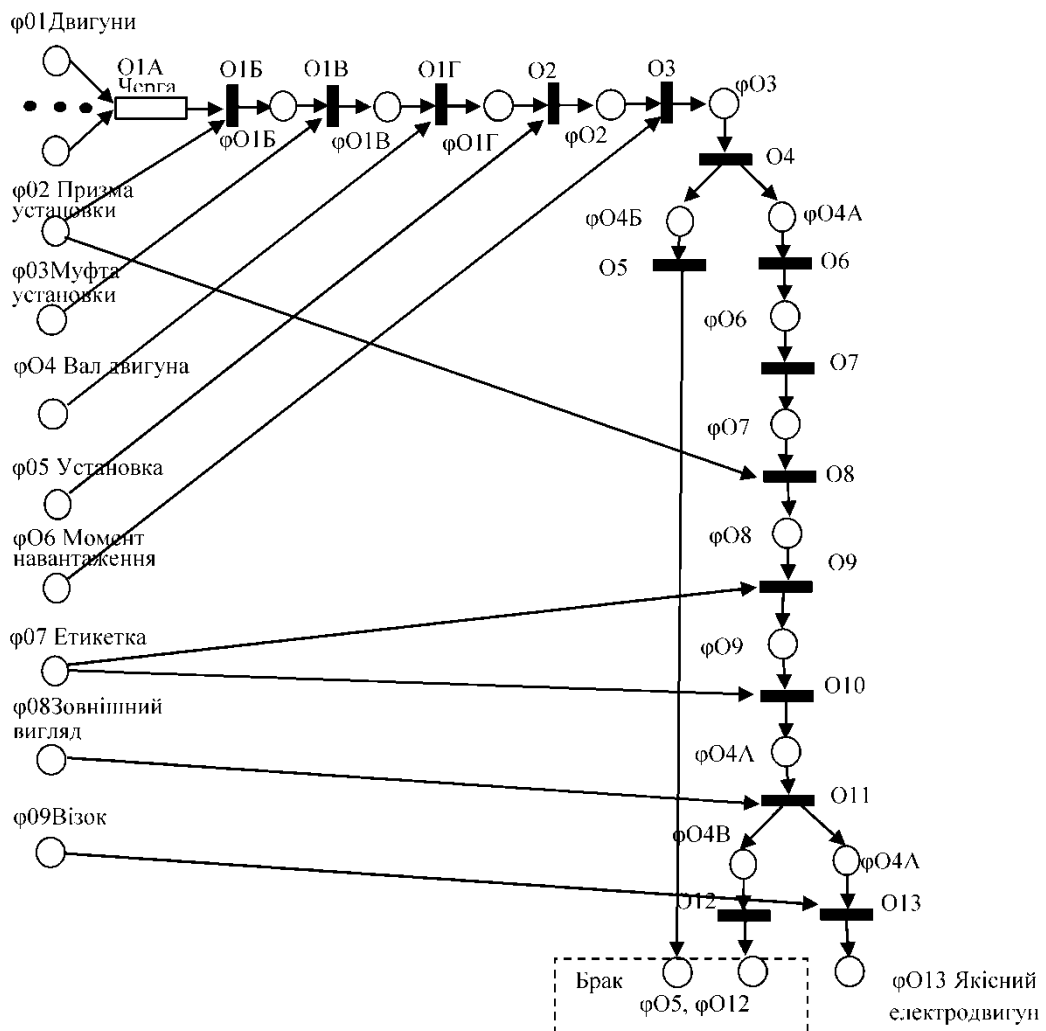 φ01Двигуни
О1А
Черга
О1Б
О1В
О1Г
О2
О3
φО3
φО1Б
φО1В
φО1Г
φО2
О4
φ02 Призма
установки
φО4Б
φО4А
φ03Муфта
установки
О5
О6
φО6
φО4 Вал двигуна
О7
φО7
φ05 Установка
О8
φО6 Момент
навантаження
φО8
О9
φ07 Етикетка
φО9
О10
φ08Зовнішний
вигляд
φО4А
О11
φ09Візок
φО4В
φО4А
О12
О13
Брак
φО5, φО12
φО13 Якісний
електродвигун